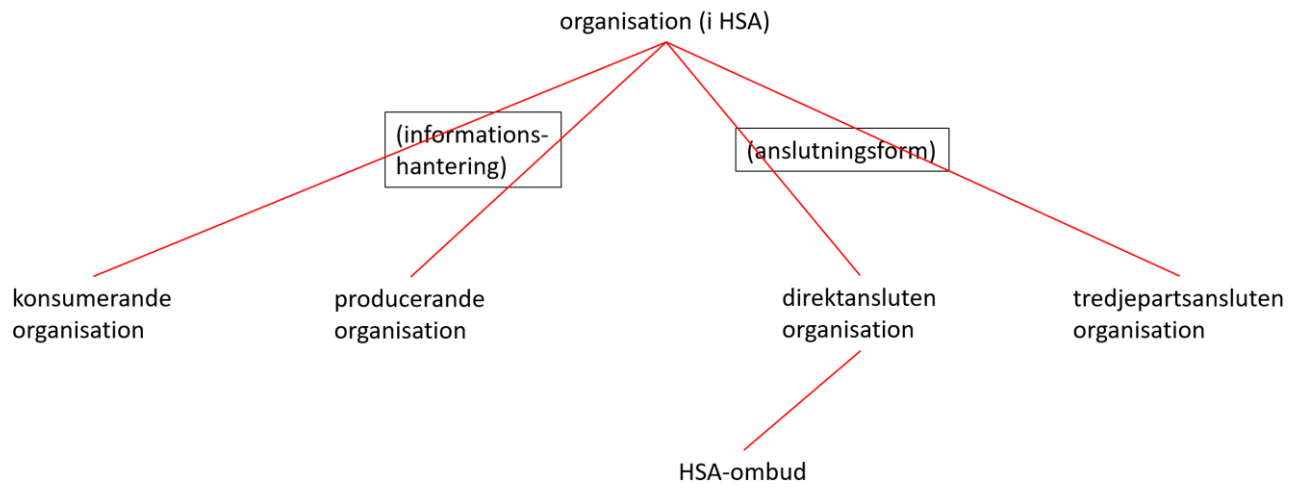 organisation (i HSA)
(informations-
hantering)
(anslutningsform)
konsumerande
organisation
producerande
organisation
direktansluten
organisation
tredjepartsansluten
organisation
HSA-ombud